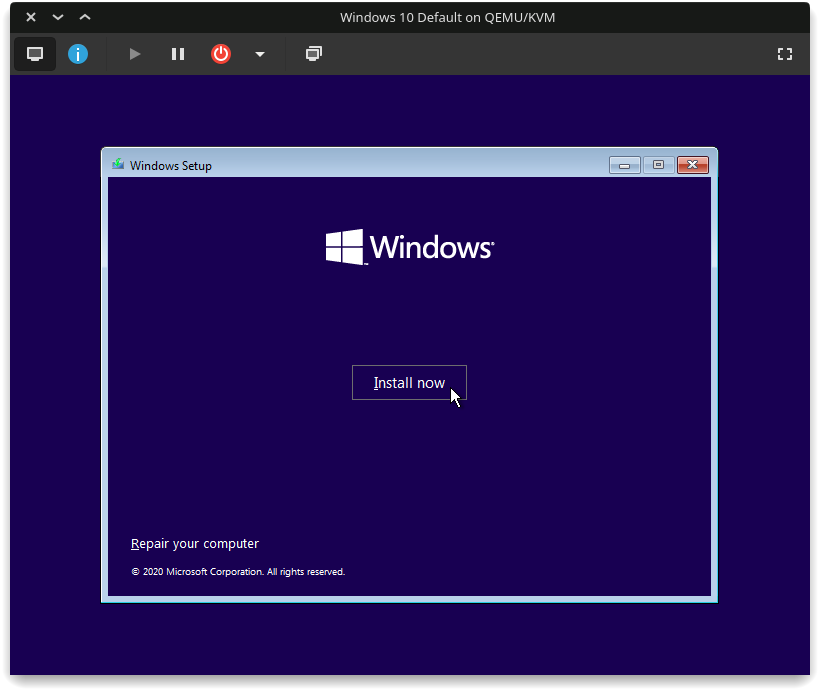 Windows 10 Default on QEMU/KVM
Windows Setup
Windows®
Install now
Repair your computer
© 2020 Microsoft Corporation. All rights reserved.